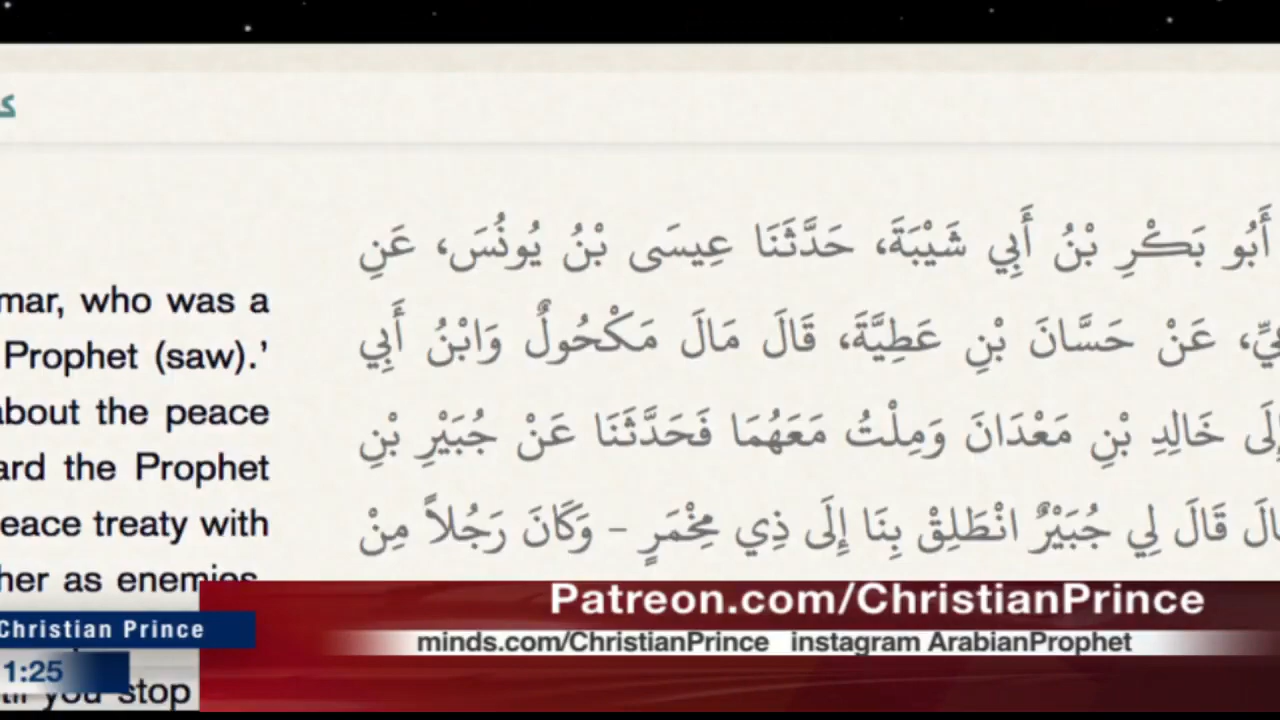 أَبُو بَكْرِ بْنُ أَبِي شَيْبَةَ، حَدَّثَنَا عِيسَى بْنُ يُونُسَ، عَنِ
عَنْ حَسَّانَ بْنِ عَطِيَّةَ، قَالَ مَالَ مَكْحُولٌ وَابْنُ أَبِي
إِلَى خَالِدِ بْنِ مَعْدَانَ وَمِلْتُ مَعَهُمَا فَحَدَّثَنَا عَنْ جُبَيْرِ بْنِ
قَالَ قَالَ لِي جُبَيْرٌ انْطَلِقْ بِنَا إِلَى ذِي مِخْمَرٍ - وَكَانَ رَجُلاً مِنْ
mar, who was a
Prophet (saw).'
about the peace
ard the Prophet
eace treaty with
her as enemies
you stop
Christian Prince
1:25
Patreon.com/ChristianPrince
minds.com/ChristianPrince instagram ArabianProphet